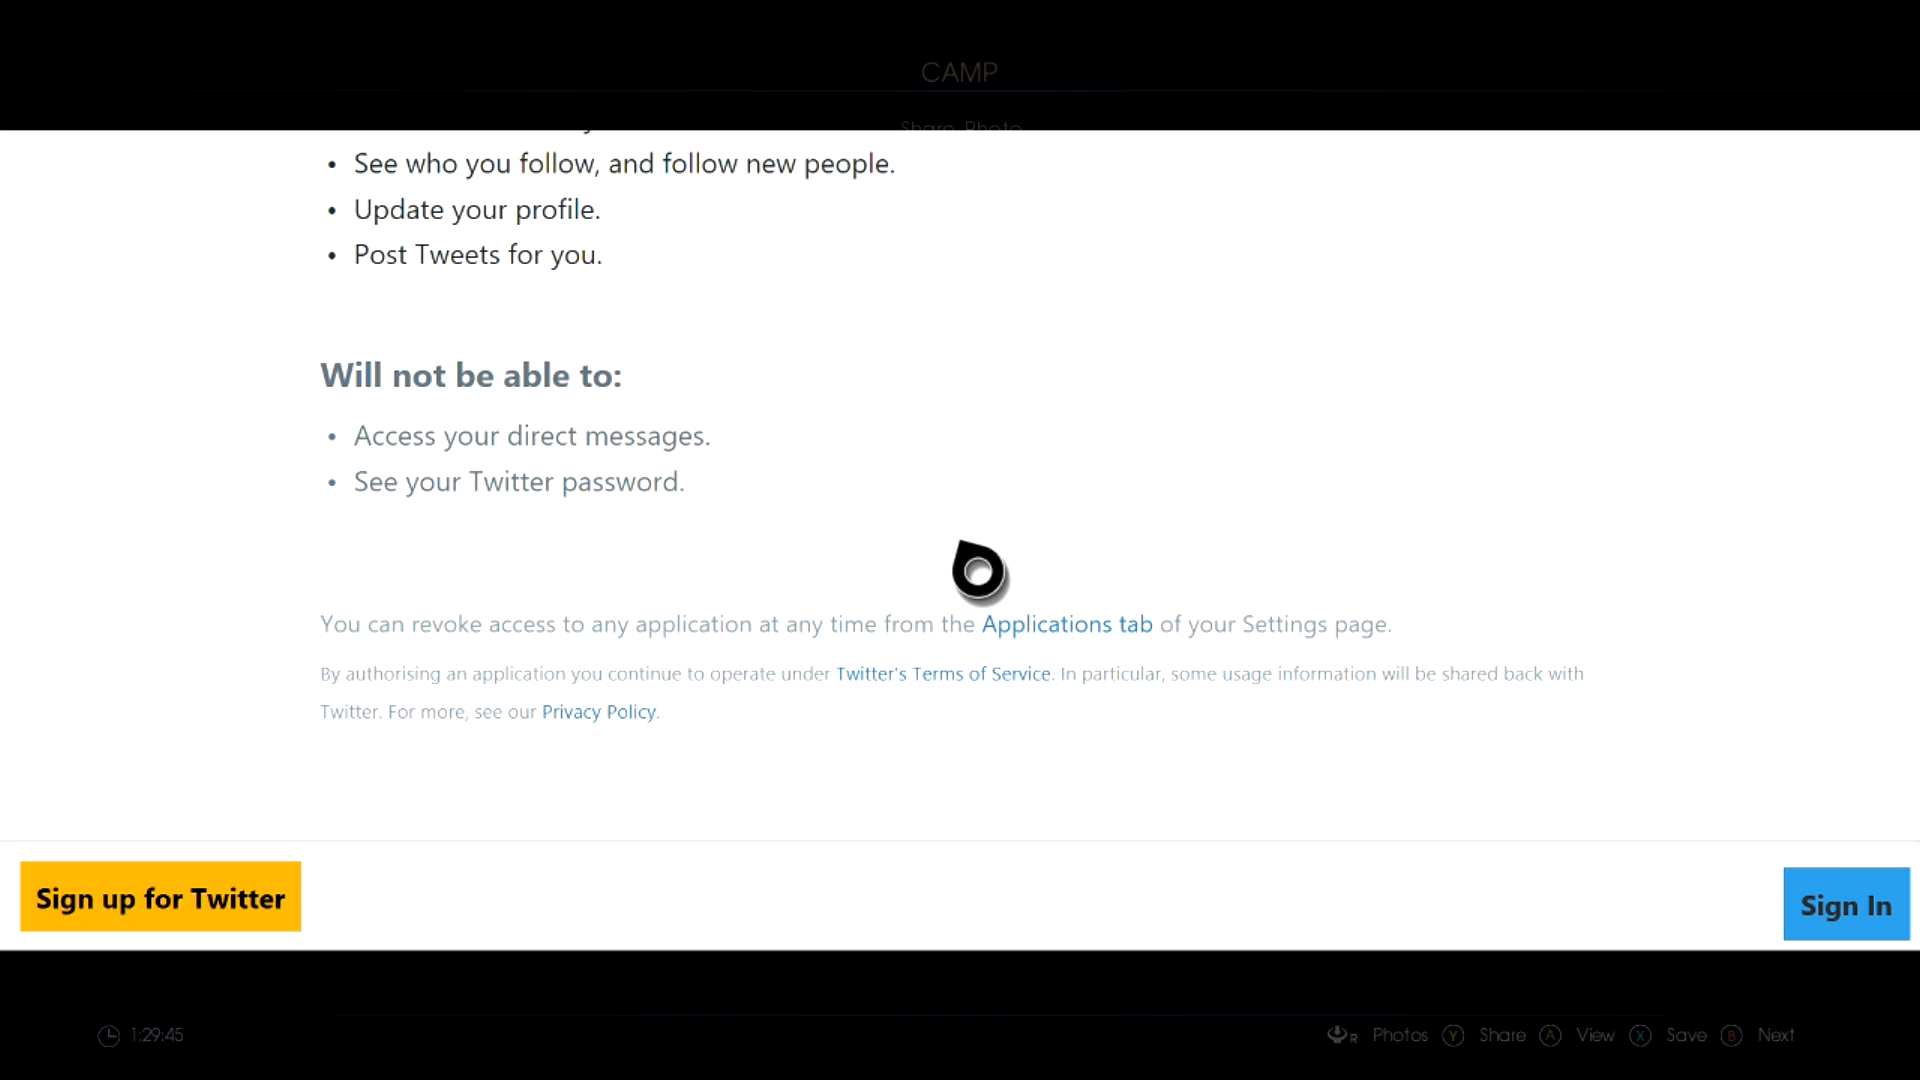 CAMP
Share Photo
• See who you follow, and follow new people.
• Update your profile.
• Post Tweets for you.
Will not be able to:
• Access your direct messages.
• See your Twitter password.
You can revoke access to any application at any time from the Applications tab of your Settings page.
By authorising an application you continue to operate under Twitter's Terms of Service. In particular, some usage information will be shared back with
Twitter. For more, see our Privacy Policy.
Sign up for Twitter
Sign In
1:29:45
R Photos Y Share A View X Save B Next